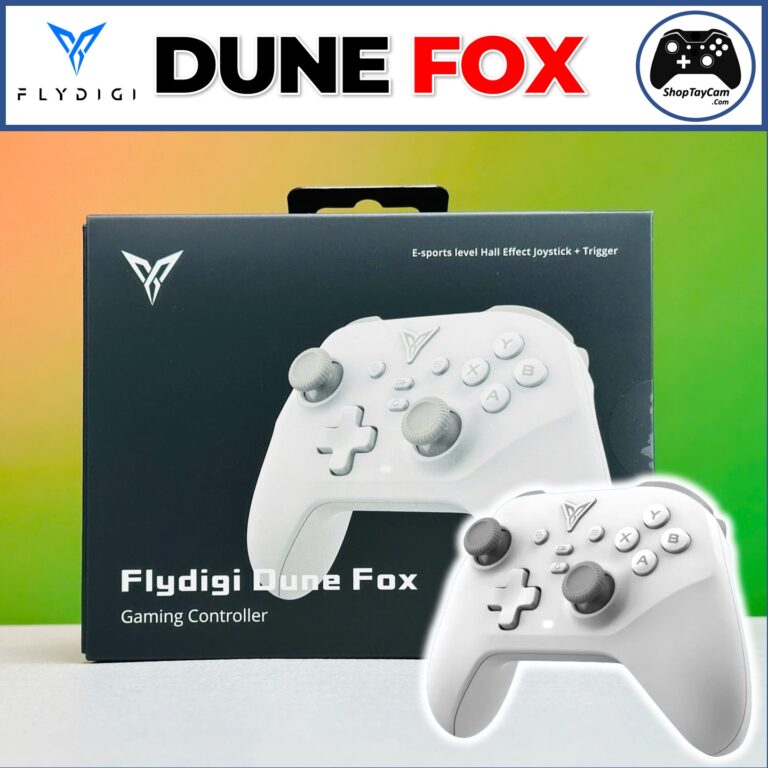 FLYDIGI
DUNE FOX
ShopTayCam
.Com
E-sports level Hall Effect Joystick + Trigger
Y
X
B
A
Flydigi Dune Fox
Gaming Controller
Y
X
B
A